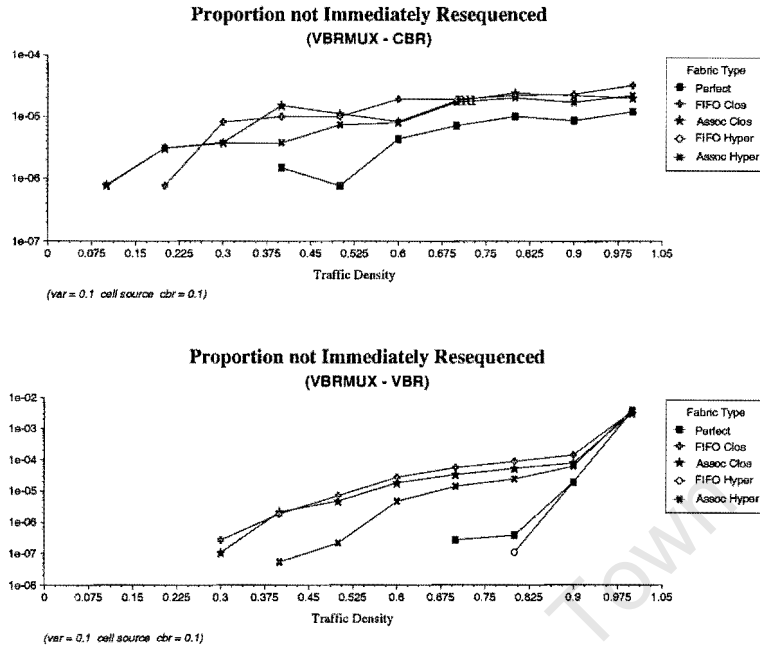 Proportion not Immediately Resequenced
(VBRMUX - CBR)
1e-04
1e-05
1e-06
1e-07
0 0.075 0.15 0.225 0.3 0.375 0.45 0.525 0.6 0.675 0.75 0.825 0.9 0.975 1.05
Traffic Density
(var = 0.1 cell source cbr = 0.1)
Fabric Type
Perfect
FIFO Clos
Assoc Clos
FIFO Hyper
Assoc Hyper
Proportion not Immediately Resequenced
(VBRMUX - VBR)
1e-02
1e-03
1e-04
1e-05
1e-06
1e-07
1e-08
0 0.075 0.15 0.225 0.3 0.375 0.45 0.525 0.6 0.675 0.75 0.825 0.9 0.975 1.05
Traffic Density
(var = 0.1 cell source cbr = 0.1)
Fabric Type
Perfect
FIFO Clos
Assoc Clos
FIFO Hyper
Assoc Hyper
Town